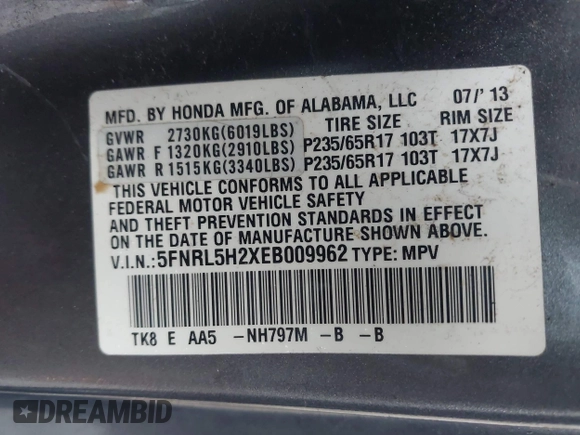 MFD. BY HONDA MFG. OF ALABAMA, LLC 07/'13
GVWR 2730KG(6019LBS) TIRE SIZE RIM SIZE
GAWR F 1320KG(2910LBS) P235/65R17 103T 17X7J
GAWR R 1515KG(3340LBS) P235/65R17 103T 17X7J
THIS VEHICLE CONFORMS TO ALL APPLICABLE
FEDERAL MOTOR VEHICLE SAFETY
AND THEFT PREVENTION STANDARDS IN EFFECT
ON THE DATE OF MANUFACTURE SHOWN ABOVE.
V.I.N.:5FNRL5H2XEB009962 TYPE: MPV
TK8 E AA5 -NH797M -B -B
DREAMBID